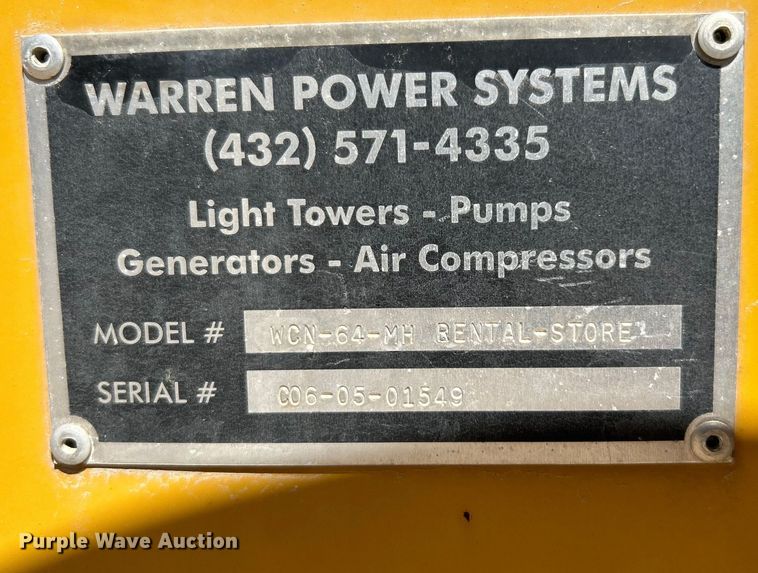 WARREN POWER SYSTEMS
(432) 571-4335
Light Towers - Pumps
Generators - Air Compressors
MODEL # WCN-64-MH RENTAL-STORE
SERIAL # C06-05-01549
Purple Wave Auction